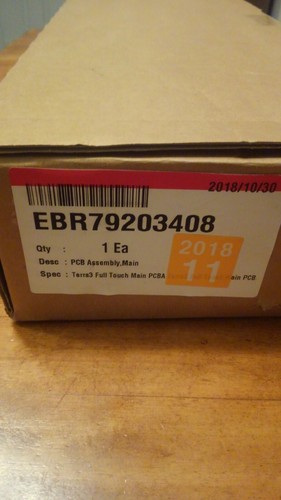 2018/10/30
EBR79203408
Qty : 1 Ea
2018
11
Desc : PCB Assembly,Main
Spec : Terra3 Full Touch Main PCBA Main PCB